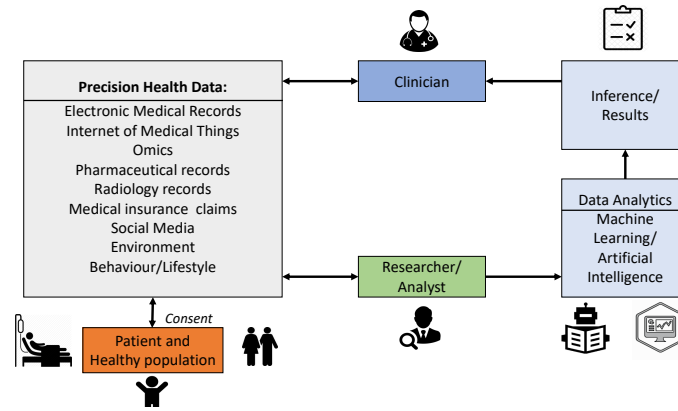 Precision Health Data:
Electronic Medical Records
Internet of Medical Things
Omics
Pharmaceutical records
Radiology records
Medical insurance claims
Social Media
Environment
Behaviour/Lifestyle
Clinician
Inference/
Results
Data Analytics
Machine
Learning/
Artificial
Intelligence
Researcher/
Analyst
Consent
Patient and
Healthy population